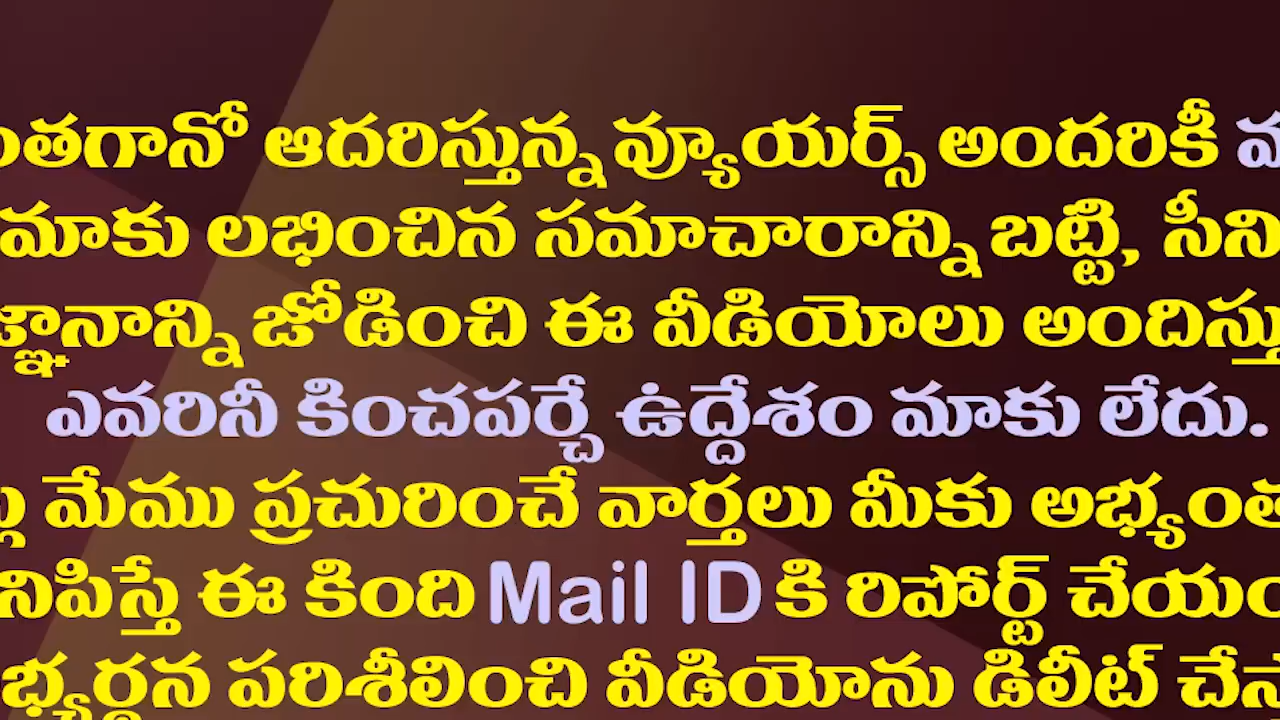 ఆదరిస్తున్న వ్యూయర్స్ అందరికీ
మాకు లభించిన సమాచారాన్ని బట్టి, సినీ
జోడించి ఈ వీడియోలు
ఎవరినీ కించపర్చే ఉద్దేశం మాకు లేదు.
మేము ప్రచురించే వార్తలు మీకు
ఈ కింది Mail ID కి రిపోర్ట్
పరిశీలించి వీడియోను డిలీట్